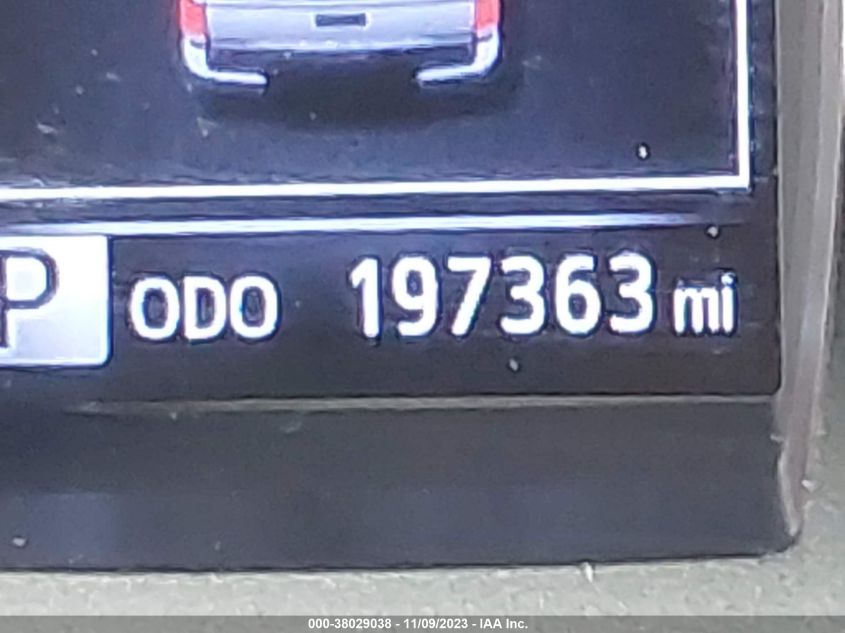 P ODO 197363 mi
000-38029038 - 11/09/2023 - IAA Inc.